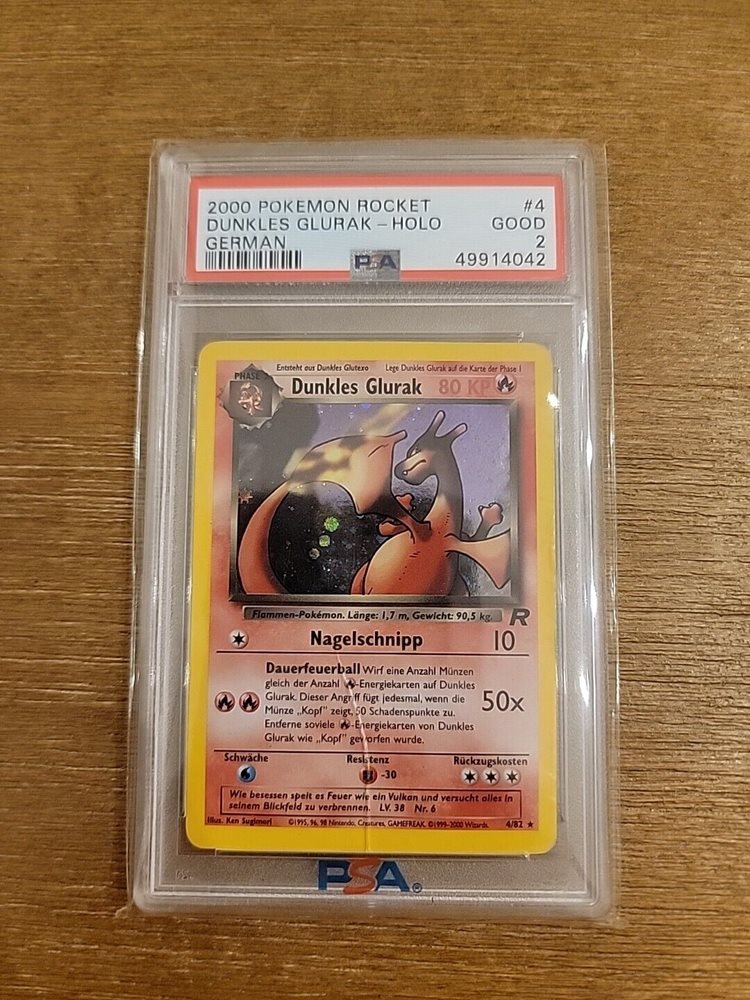 2000 POKEMON ROCKET #4
DUNKLES GLURAK – HOLO GOOD
GERMAN 2
PSA 49914042
Entsteht aus Dunkles Glutexo Lege Dunkles Glurak auf die Karte der Phase 1
PHASE
Dunkles Glurak 80 KP
Flammen-Pokémon. Länge: 1,7 m, Gewicht: 90,5 kg.
R
Nagelschnipp 10
Dauerfeuerball Wirf eine Anzahl Münzen
gleich der Anzahl -Energiekarten auf Dunkles
Glurak. Dieser Angriff fügt jedesmal, wenn die
Münze „Kopf" zeigt, 50 Schadenspunkte zu.
Entferne soviele -Energiekarten von Dunkles
Glurak wie „Kopf" geworfen wurde.
50x
Schwäche Resistenz Rückzugskosten
-30
Wie besessen speit es Feuer wie ein Vulkan und versucht alles in
seinem Blickfeld zu verbrennen. LV. 38 Nr. 6
Illus. Ken Sugimori ©1995, 96, 98 Nintendo, Creatures, GAMEFREAK. ©1999-2000 Wizards. 4/82 ★
PSA®